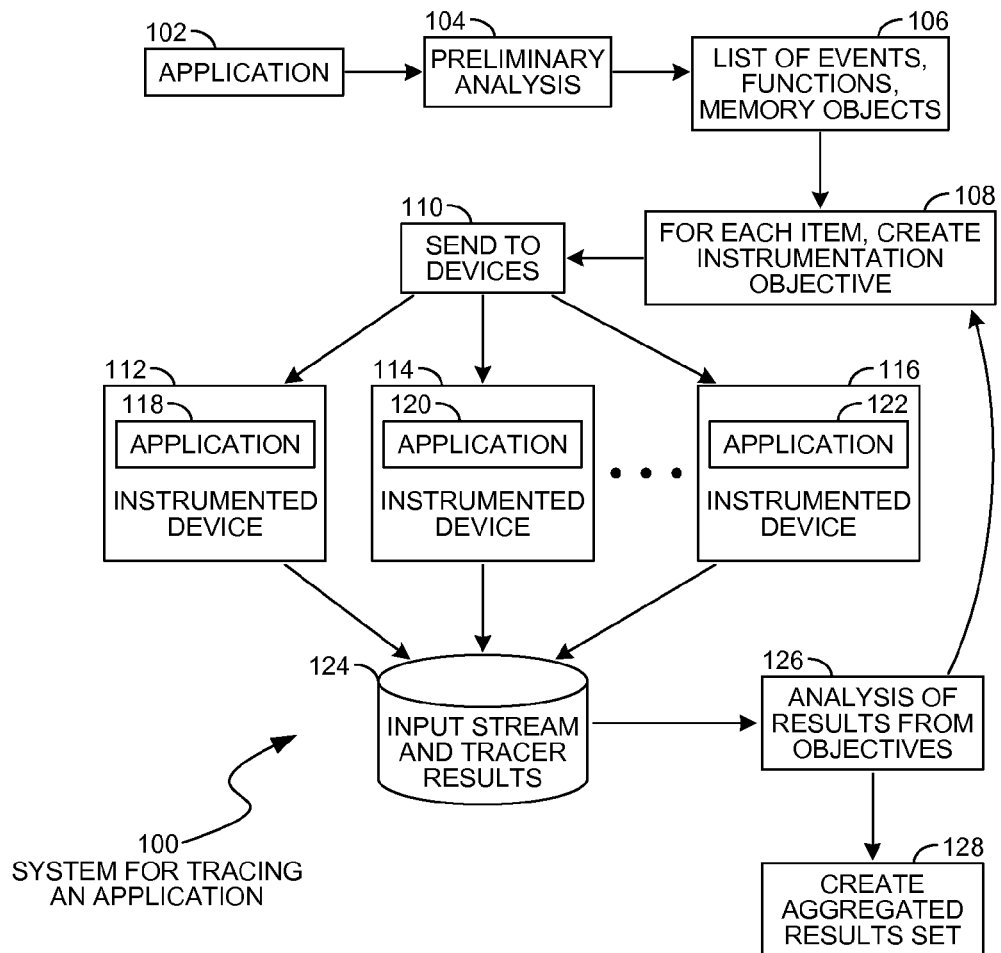 102
APPLICATION
104
PRELIMINARY
ANALYSIS
106
LIST OF EVENTS,
FUNCTIONS,
MEMORY OBJECTS
108
FOR EACH ITEM, CREATE
INSTRUMENTATION
OBJECTIVE
110
SEND TO
DEVICES
112
118
APPLICATION
INSTRUMENTED
DEVICE
114
120
APPLICATION
INSTRUMENTED
DEVICE
116
122
APPLICATION
INSTRUMENTED
DEVICE
124
INPUT STREAM
AND TRACER
RESULTS
126
ANALYSIS OF
RESULTS FROM
OBJECTIVES
100
SYSTEM FOR TRACING
AN APPLICATION
128
CREATE
AGGREGATED
RESULTS SET